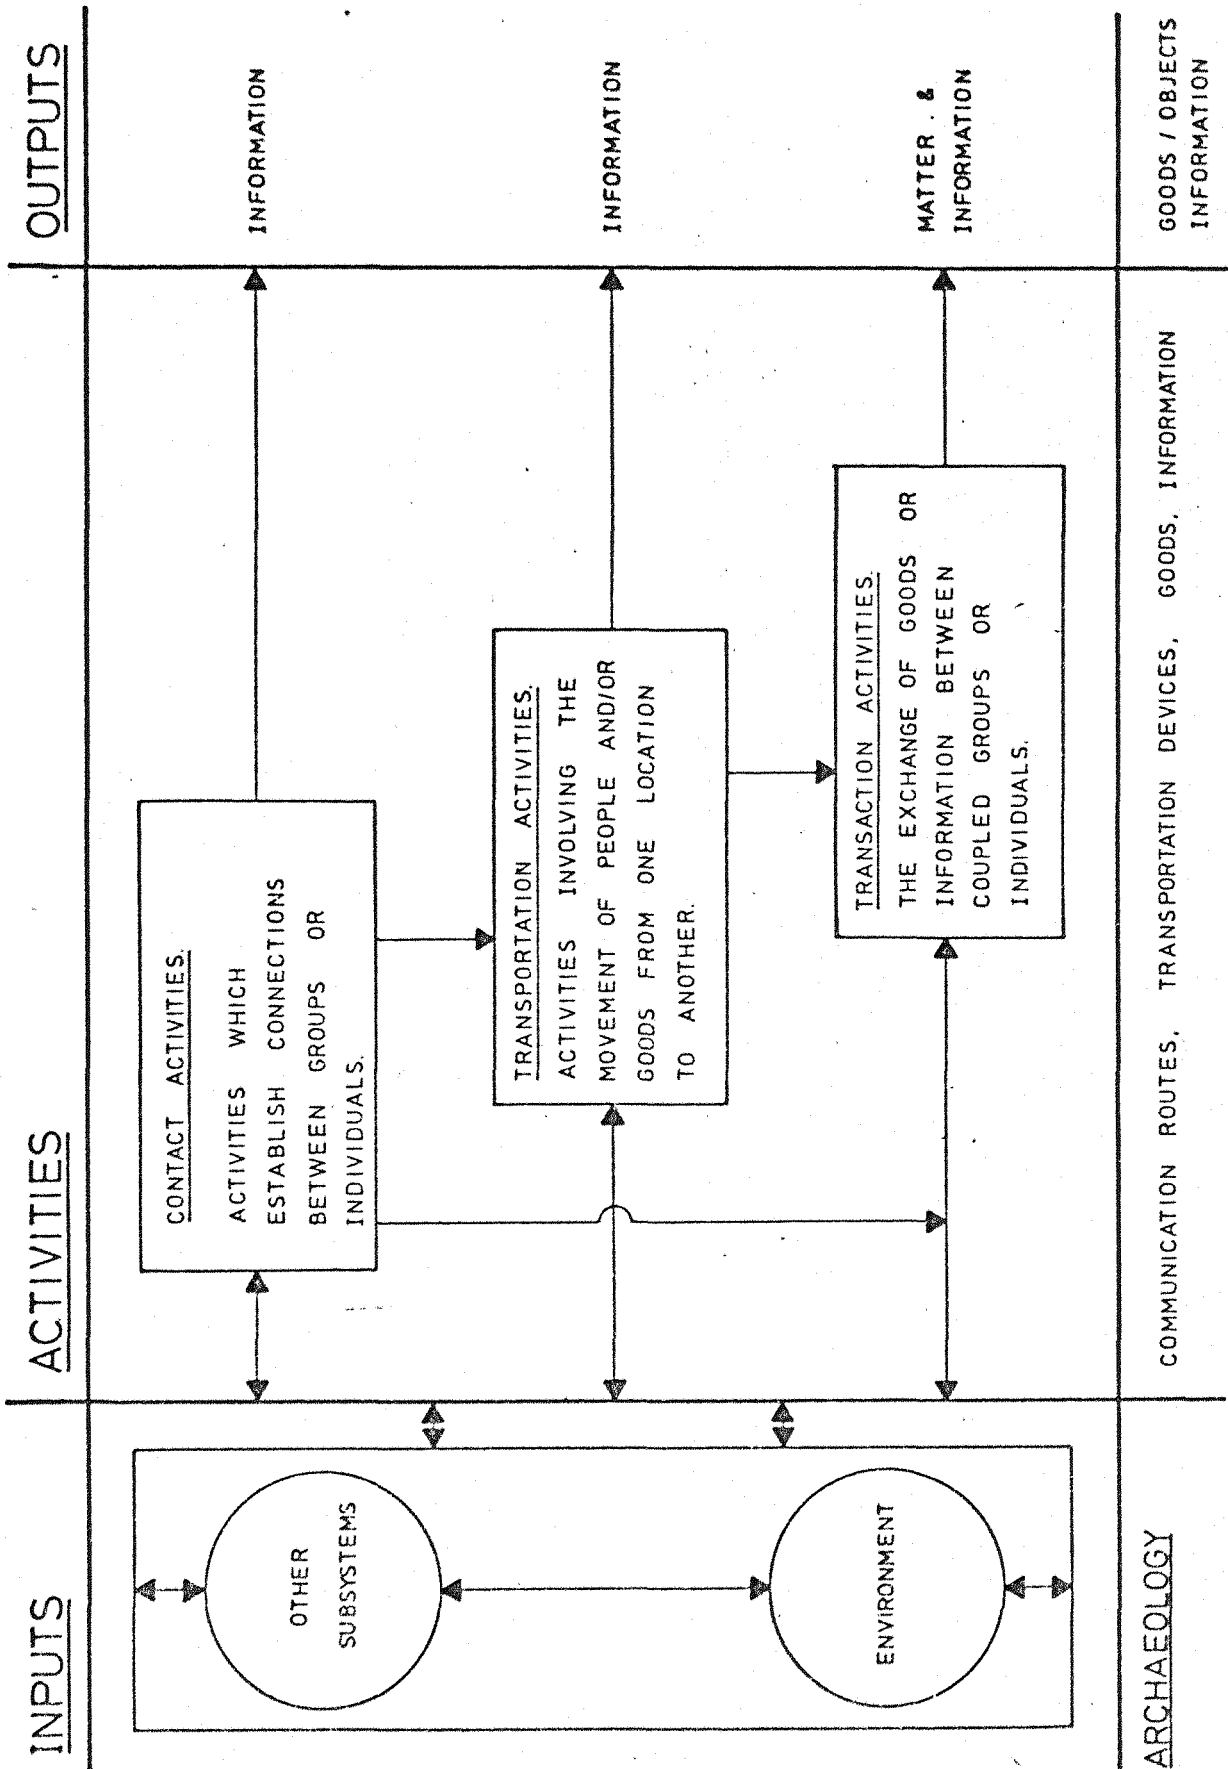 INPUTS
ACTIVITIES
OUTPUTS
OTHER
SUBSYSTEMS
ENVIRONMENT
CONTACT ACTIVITIES.
ACTIVITIES WHICH
ESTABLISH CONNECTIONS
BETWEEN GROUPS OR
INDIVIDUALS.
INFORMATION
TRANSPORTATION ACTIVITIES.
ACTIVITIES INVOLVING THE
MOVEMENT OF PEOPLE AND/OR
GOODS FROM ONE LOCATION
TO ANOTHER.
INFORMATION
TRANSACTION ACTIVITIES.
THE EXCHANGE OF GOODS OR
INFORMATION BETWEEN
COUPLED GROUPS OR
INDIVIDUALS.
MATTER . &
INFORMATION
ARCHAEOLOGY
COMMUNICATION ROUTES, TRANSPORTATION DEVICES, GOODS, INFORMATION
GOODS / OBJECTS
INFORMATION